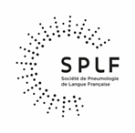 SPLF
Société de Pneumologie
de Langue Française